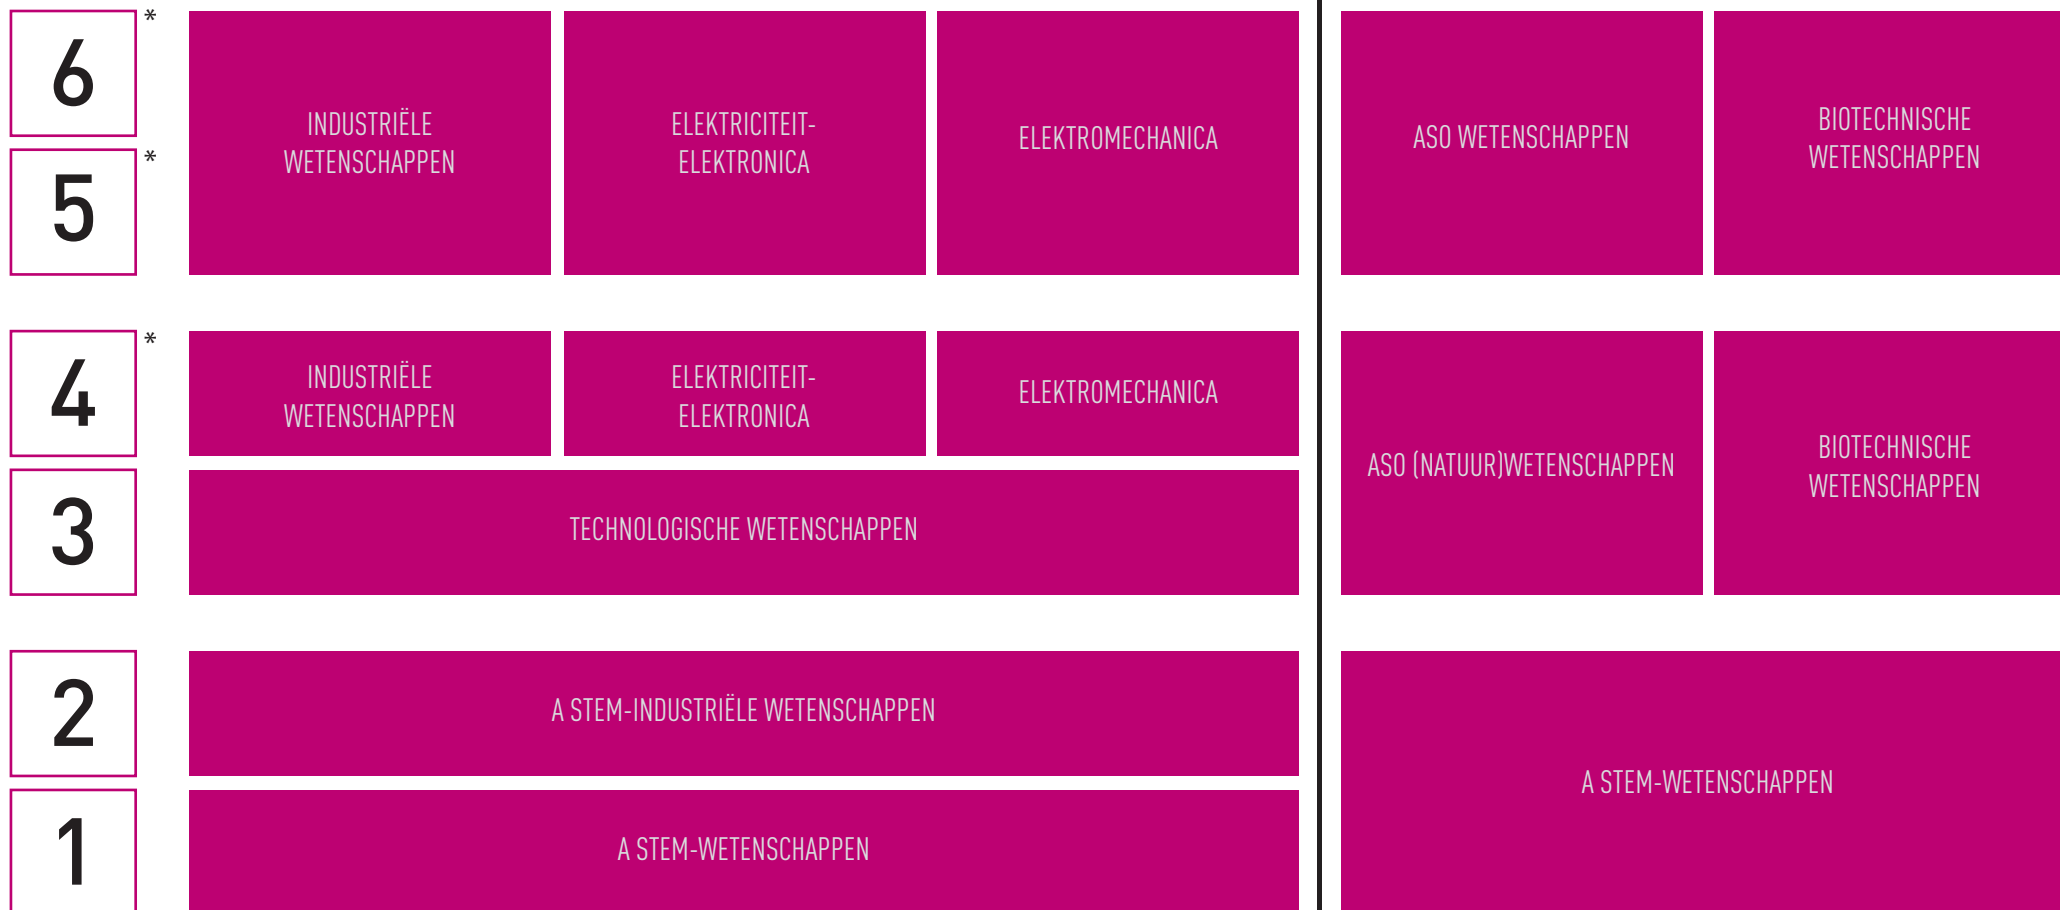 6 *
INDUSTRIËLE
WETENSCHAPPEN
ELEKTRICITEIT-
ELEKTRONICA
ELEKTROMECHANICA
ASO WETENSCHAPPEN
BIOTECHNISCHE
WETENSCHAPPEN
5 *
4 *
INDUSTRIËLE
WETENSCHAPPEN
ELEKTRICITEIT-
ELEKTRONICA
ELEKTROMECHANICA
ASO (NATUUR)WETENSCHAPPEN
BIOTECHNISCHE
WETENSCHAPPEN
3
TECHNOLOGISCHE WETENSCHAPPEN
2
A STEM-INDUSTRIËLE WETENSCHAPPEN
A STEM-WETENSCHAPPEN
1
A STEM-WETENSCHAPPEN